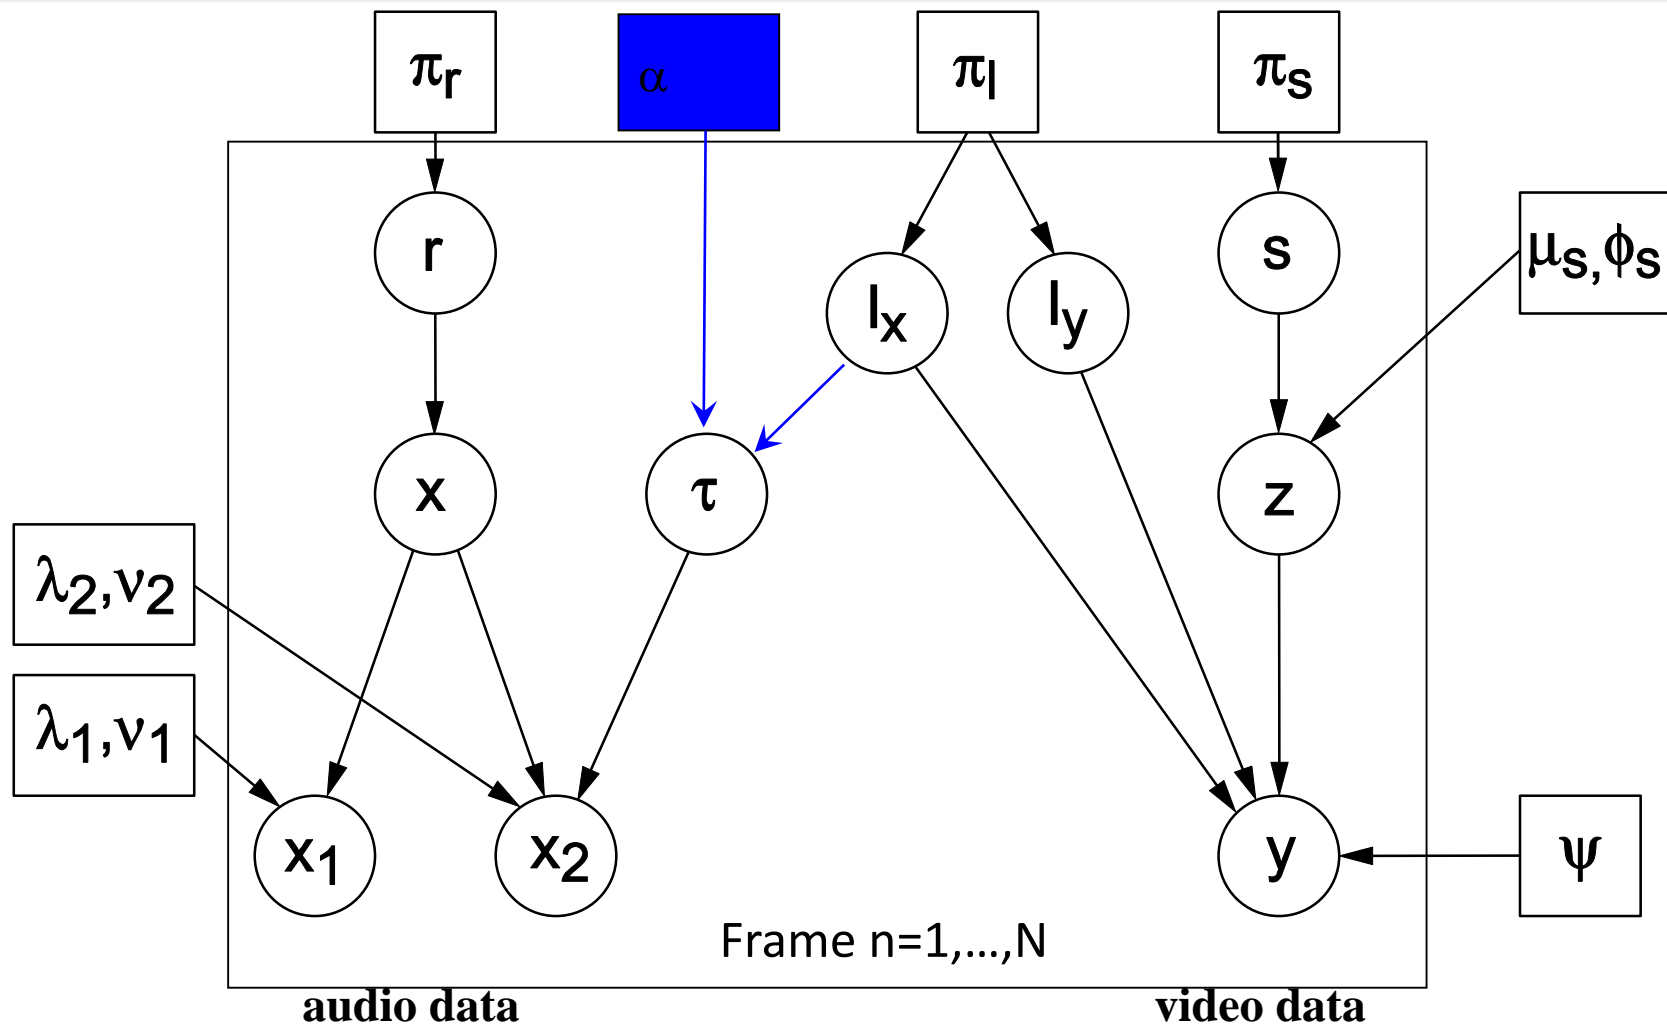 πr α πl πs
r s μs,ϕs
lx ly
x τ z
λ2,ν2
λ1,ν1
x1 x2 y ψ
Frame n=1,...,N
audio data video data